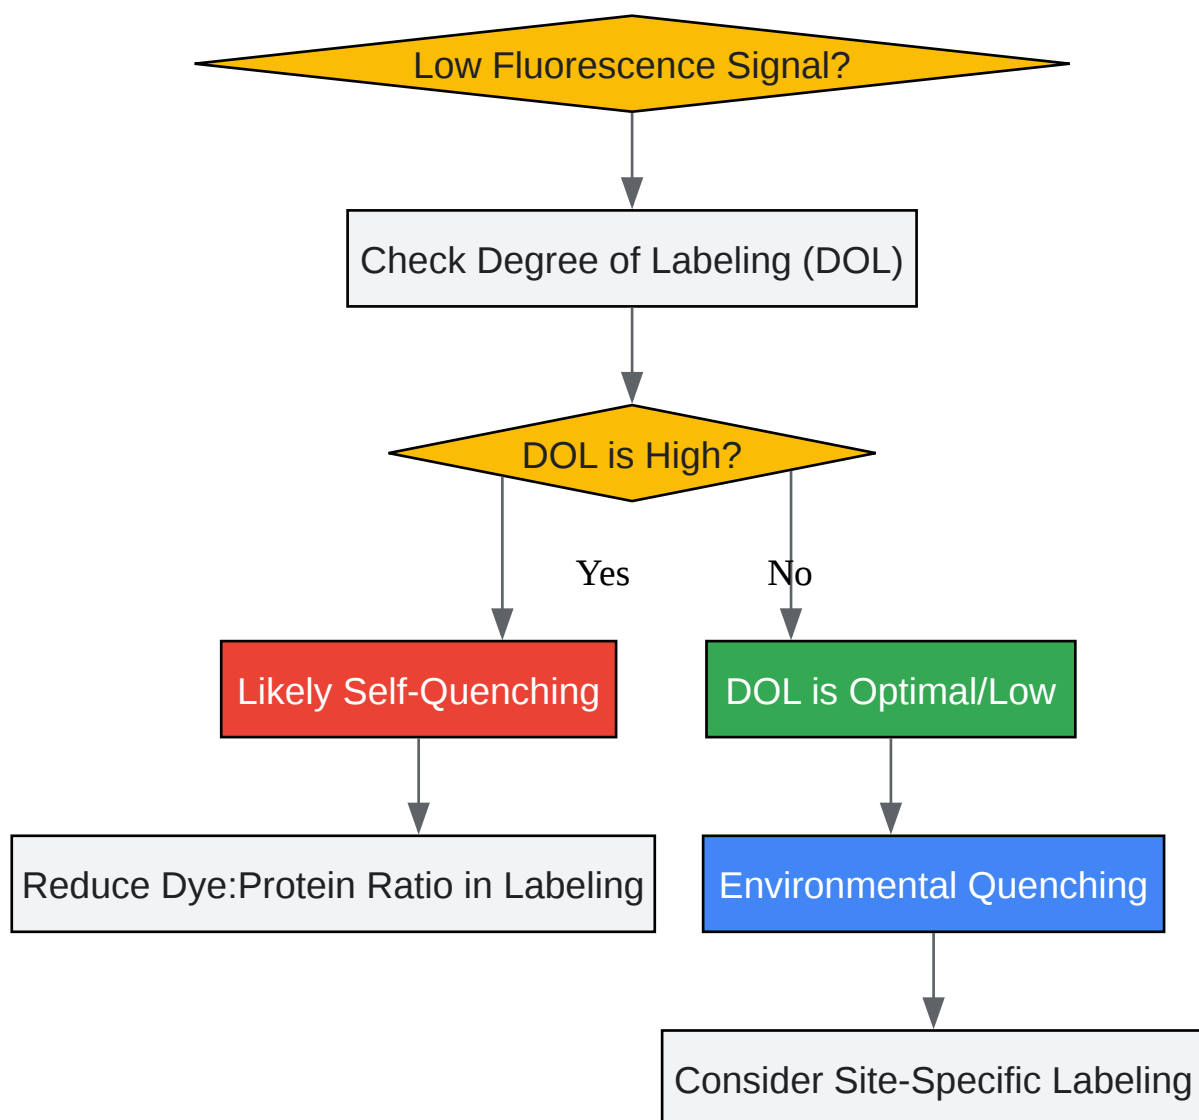 Low Fluorescence Signal?
Check Degree of Labeling (DOL)
DOL is High?
Yes
No
Likely Self-Quenching
DOL is Optimal/Low
Reduce Dye:Protein Ratio in Labeling
Environmental Quenching
Consider Site-Specific Labeling